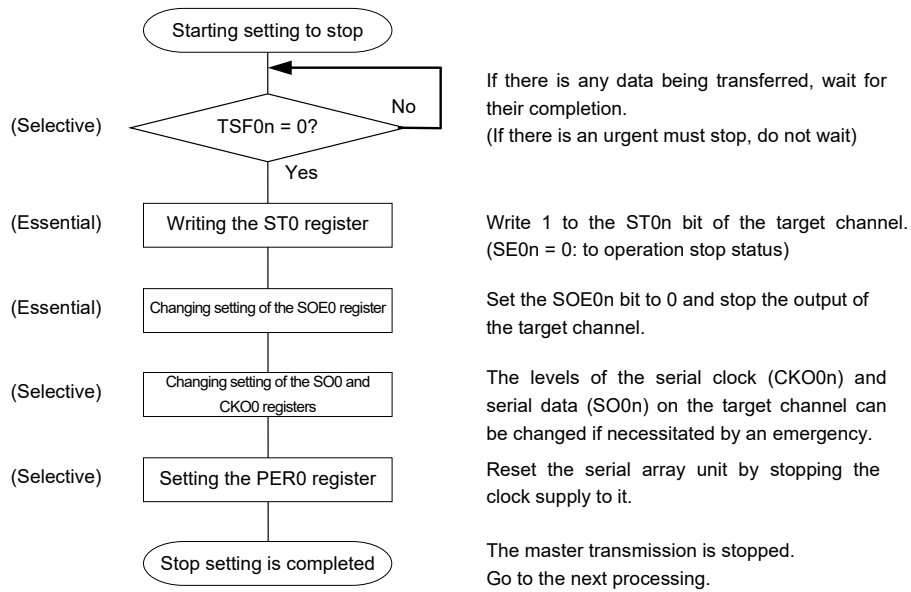 Starting setting to stop
If there is any data being transferred, wait for
their completion.
(If there is an urgent must stop, do not wait)
(Selective)
TSF0n = 0?
No
Yes
(Essential)
Writing the ST0 register
Write 1 to the ST0n bit of the target channel.
(SE0n = 0: to operation stop status)
(Essential)
Changing setting of the SOE0 register
Set the SOE0n bit to 0 and stop the output of
the target channel.
(Selective)
Changing setting of the SO0 and
CKO0 registers
The levels of the serial clock (CKO0n) and
serial data (SO0n) on the target channel can
be changed if necessitated by an emergency.
(Selective)
Setting the PER0 register
Reset the serial array unit by stopping the
clock supply to it.
Stop setting is completed
The master transmission is stopped.
Go to the next processing.